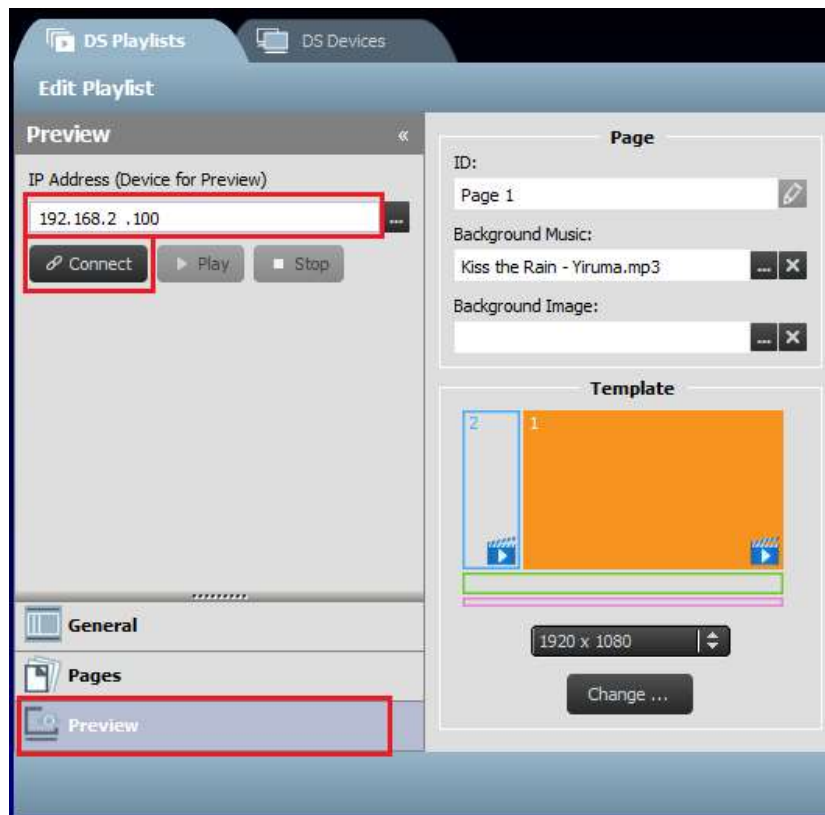 DS Playlists
DS Devices
Edit Playlist
Preview «
IP Address (Device for Preview)
192.168.2 .100 ...
Connect
Play
Stop
General
Pages
Preview
Page
ID:
Page 1
Background Music:
Kiss the Rain - Yiruma.mp3 ...
Background Image:
...
Template
2 1
1920 x 1080
Change ...